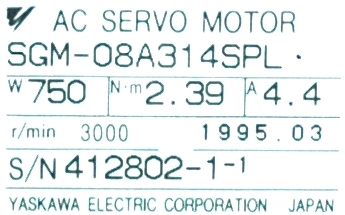 AC SERVO MOTOR
SGM-08A314SPL
W 750 N·m 2.39 A 4.4
r/min 3000 1995.03
S/N 412802-1-1
YASKAWA ELECTRIC CORPORATION JAPAN